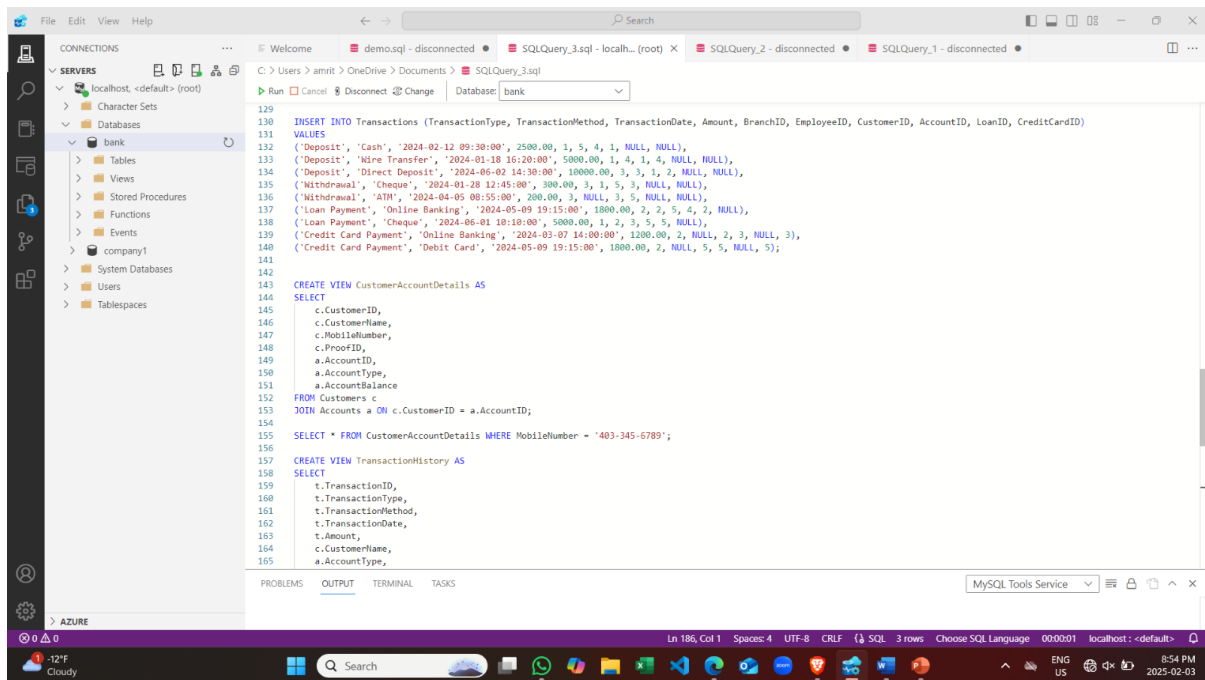 File Edit View Help
Search
CONNECTIONS
SERVERS
localhost, <default> (root)
Character Sets
Databases
bank
Tables
Views
Stored Procedures
Functions
Events
company1
System Databases
Users
Tablespaces
AZURE
Welcome
demo.sql - disconnected
SQLQuery_3.sql - localh... (root)
SQLQuery_2 - disconnected
SQLQuery_1 - disconnected
C: > Users > amrit > OneDrive > Documents > SQLQuery_3.sql
Run Cancel Disconnect Change Database: bank
129
130 INSERT INTO Transactions (TransactionType, TransactionMethod, TransactionDate, Amount, BranchID, EmployeeID, CustomerID, AccountID, LoanID, CreditCardID)
131 VALUES
132 ('Deposit', 'Cash', '2024-02-12 09:30:00', 2500.00, 1, 5, 4, 1, NULL, NULL),
133 ('Deposit', 'Wire Transfer', '2024-01-18 16:20:00', 5000.00, 1, 4, 1, 4, NULL, NULL),
134 ('Deposit', 'Direct Deposit', '2024-06-02 14:30:00', 10000.00, 3, 3, 1, 2, NULL, NULL),
135 ('Withdrawal', 'Cheque', '2024-01-28 12:45:00', 300.00, 3, 1, 5, 3, NULL, NULL),
136 ('Withdrawal', 'ATM', '2024-04-05 08:55:00', 200.00, 3, NULL, 3, 5, NULL, NULL),
137 ('Loan Payment', 'Online Banking', '2024-05-09 19:15:00', 1800.00, 2, 2, 5, 4, 2, NULL),
138 ('Loan Payment', 'Cheque', '2024-06-01 10:10:00', 5000.00, 1, 2, 3, 5, 5, NULL),
139 ('Credit Card Payment', 'Online Banking', '2024-03-07 14:00:00', 1200.00, 2, NULL, 2, 3, NULL, 3),
140 ('Credit Card Payment', 'Debit Card', '2024-05-09 19:15:00', 1800.00, 2, NULL, 5, 5, NULL, 5);
141
142
143 CREATE VIEW CustomerAccountDetails AS
144 SELECT
145 c.CustomerID,
146 c.CustomerName,
147 c.MobileNumber,
148 c.ProofID,
149 a.AccountID,
150 a.AccountType,
151 a.AccountBalance
152 FROM Customers c
153 JOIN Accounts a ON c.CustomerID = a.AccountID;
154
155 SELECT * FROM CustomerAccountDetails WHERE MobileNumber = '403-345-6789';
156
157 CREATE VIEW TransactionHistory AS
158 SELECT
159 t.TransactionID,
160 t.TransactionType,
161 t.TransactionMethod,
162 t.TransactionDate,
163 t.Amount,
164 c.CustomerName,
165 a.AccountType,
PROBLEMS OUTPUT TERMINAL TASKS
MySQL Tools Service
0 0 Ln 186, Col 1 Spaces: 4 UTF-8 CRLF SQL 3 rows Choose SQL Language 00:00:01 localhost : <default>
1 -12°F
Cloudy
Search
zoom
ENG
US
8:54 PM
2025-02-03